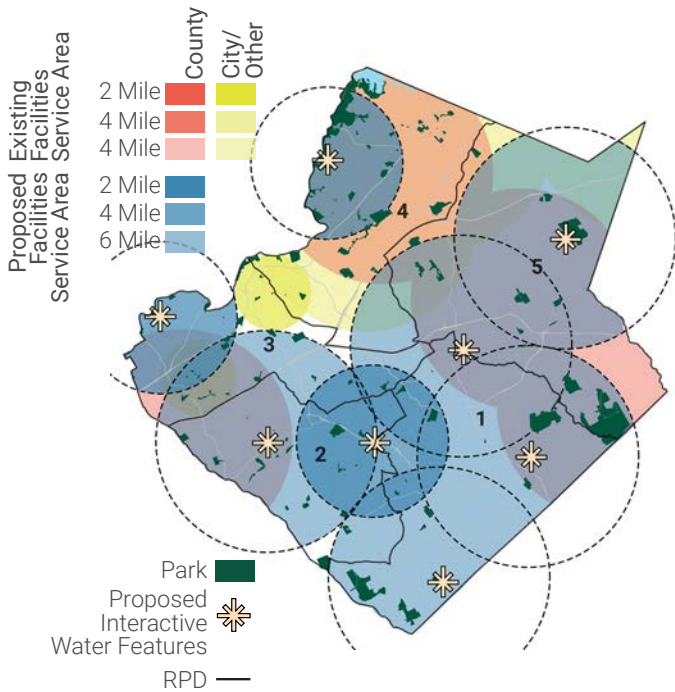 County
City/
Other
Existing
Facilities
Service Area
2 Mile
4 Mile
4 Mile
Proposed
Facilities
Service Area
2 Mile
4 Mile
6 Mile
4
5
3
1
2
Park
Proposed
Interactive
Water Features
RPD